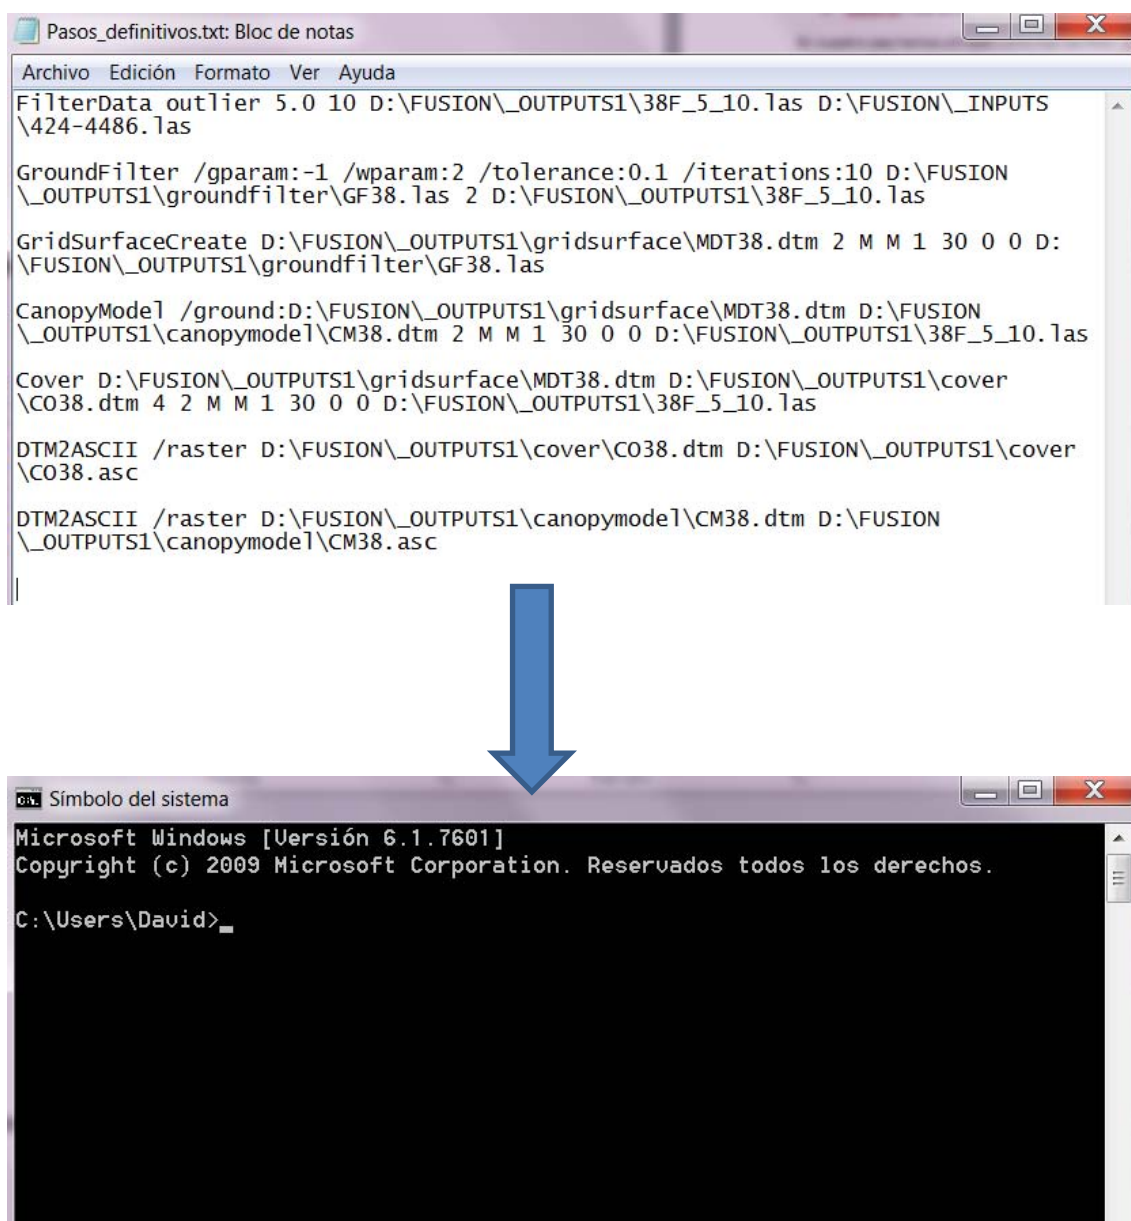 Pasos_definitivos.txt: Bloc de notas
Archivo Edición Formato Ver Ayuda
FilterData outlier 5.0 10 D:\FUSION\_OUTPUTS1\38F_5_10.las D:\FUSION\_INPUTS
\424-4486.las
GroundFilter /gparam:-1 /wparam:2 /tolerance:0.1 /iterations:10 D:\FUSION
\_OUTPUTS1\groundfilter\GF38.las 2 D:\FUSION\_OUTPUTS1\38F_5_10.las
GridSurfaceCreate D:\FUSION\_OUTPUTS1\gridsurface\MDT38.dtm 2 M M 1 30 0 0 D:
\FUSION\_OUTPUTS1\groundfilter\GF38.las
CanopyModel /ground:D:\FUSION\_OUTPUTS1\gridsurface\MDT38.dtm D:\FUSION
\_OUTPUTS1\canopymodel\CM38.dtm 2 M M 1 30 0 0 D:\FUSION\_OUTPUTS1\38F_5_10.las
Cover D:\FUSION\_OUTPUTS1\gridsurface\MDT38.dtm D:\FUSION\_OUTPUTS1\cover
\CO38.dtm 4 2 M M 1 30 0 0 D:\FUSION\_OUTPUTS1\38F_5_10.las
DTM2ASCII /raster D:\FUSION\_OUTPUTS1\cover\CO38.dtm D:\FUSION\_OUTPUTS1\cover
\CO38.asc
DTM2ASCII /raster D:\FUSION\_OUTPUTS1\canopymodel\CM38.dtm D:\FUSION
\_OUTPUTS1\canopymodel\CM38.asc
Símbolo del sistema
Microsoft Windows [Versión 6.1.7601]
Copyright (c) 2009 Microsoft Corporation. Reservados todos los derechos.
C:\Users\David>_